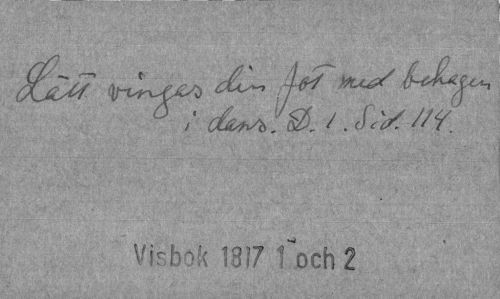 Lätt vingas din fot med behagen
i dans. D. 1. Sid. 114.
Visbok 1817 1 och 2